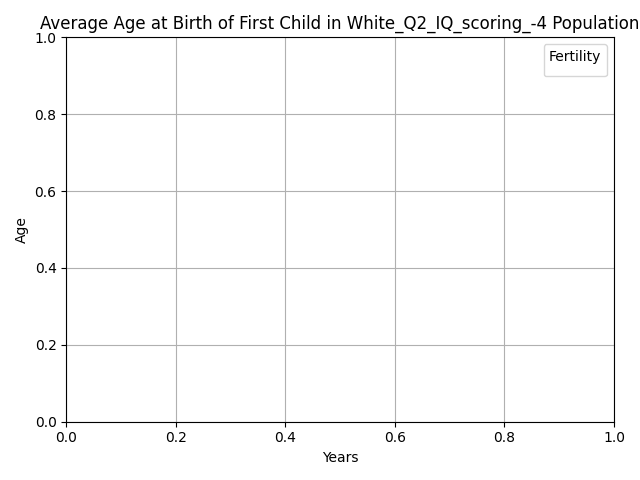 Average Age at Birth of First Child in White_Q2_IQ_scoring_-4 Population
Fertility
1.0
0.8
0.6
0.4
0.2
0.0
Age
0.0 0.2 0.4 0.6 0.8 1.0
Years